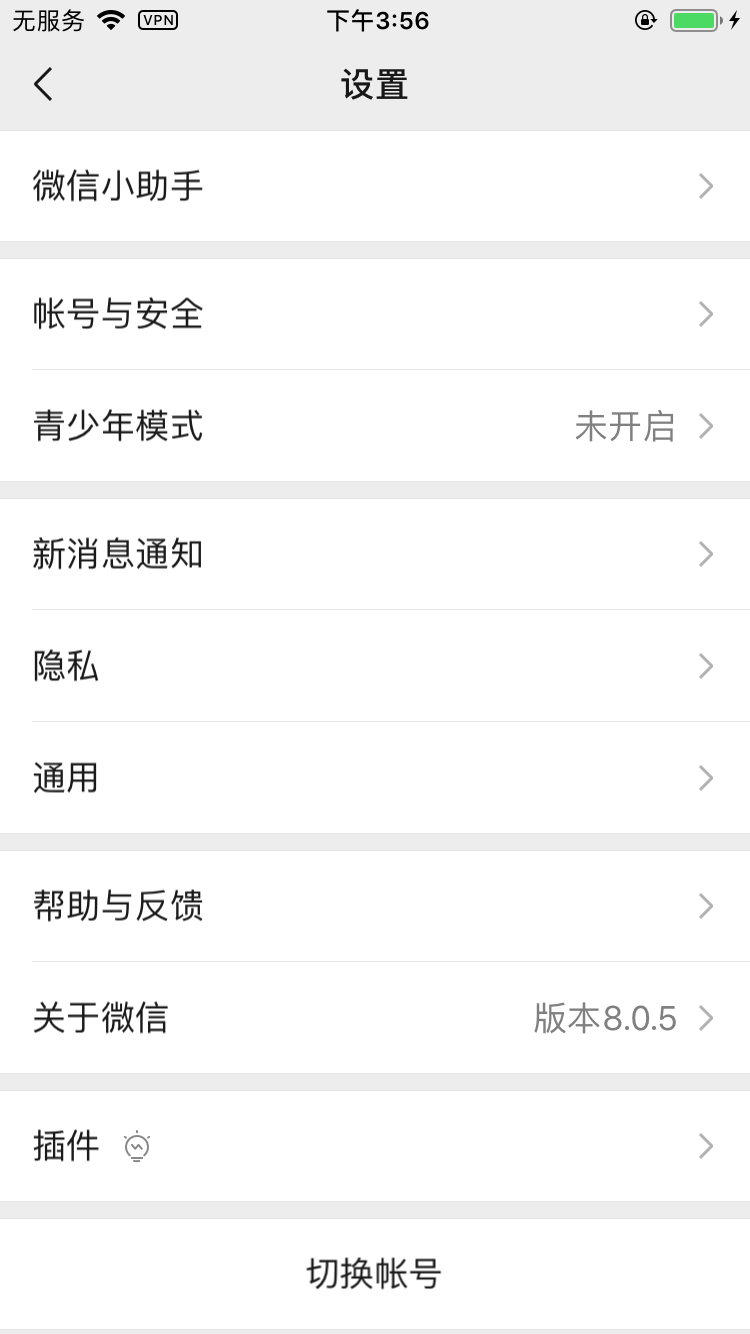 无服务 VPN 下午3:56
设置
微信小助手
帐号与安全
青少年模式 未开启
新消息通知
隐私
通用
帮助与反馈
关于微信 版本8.0.5
插件
切换帐号